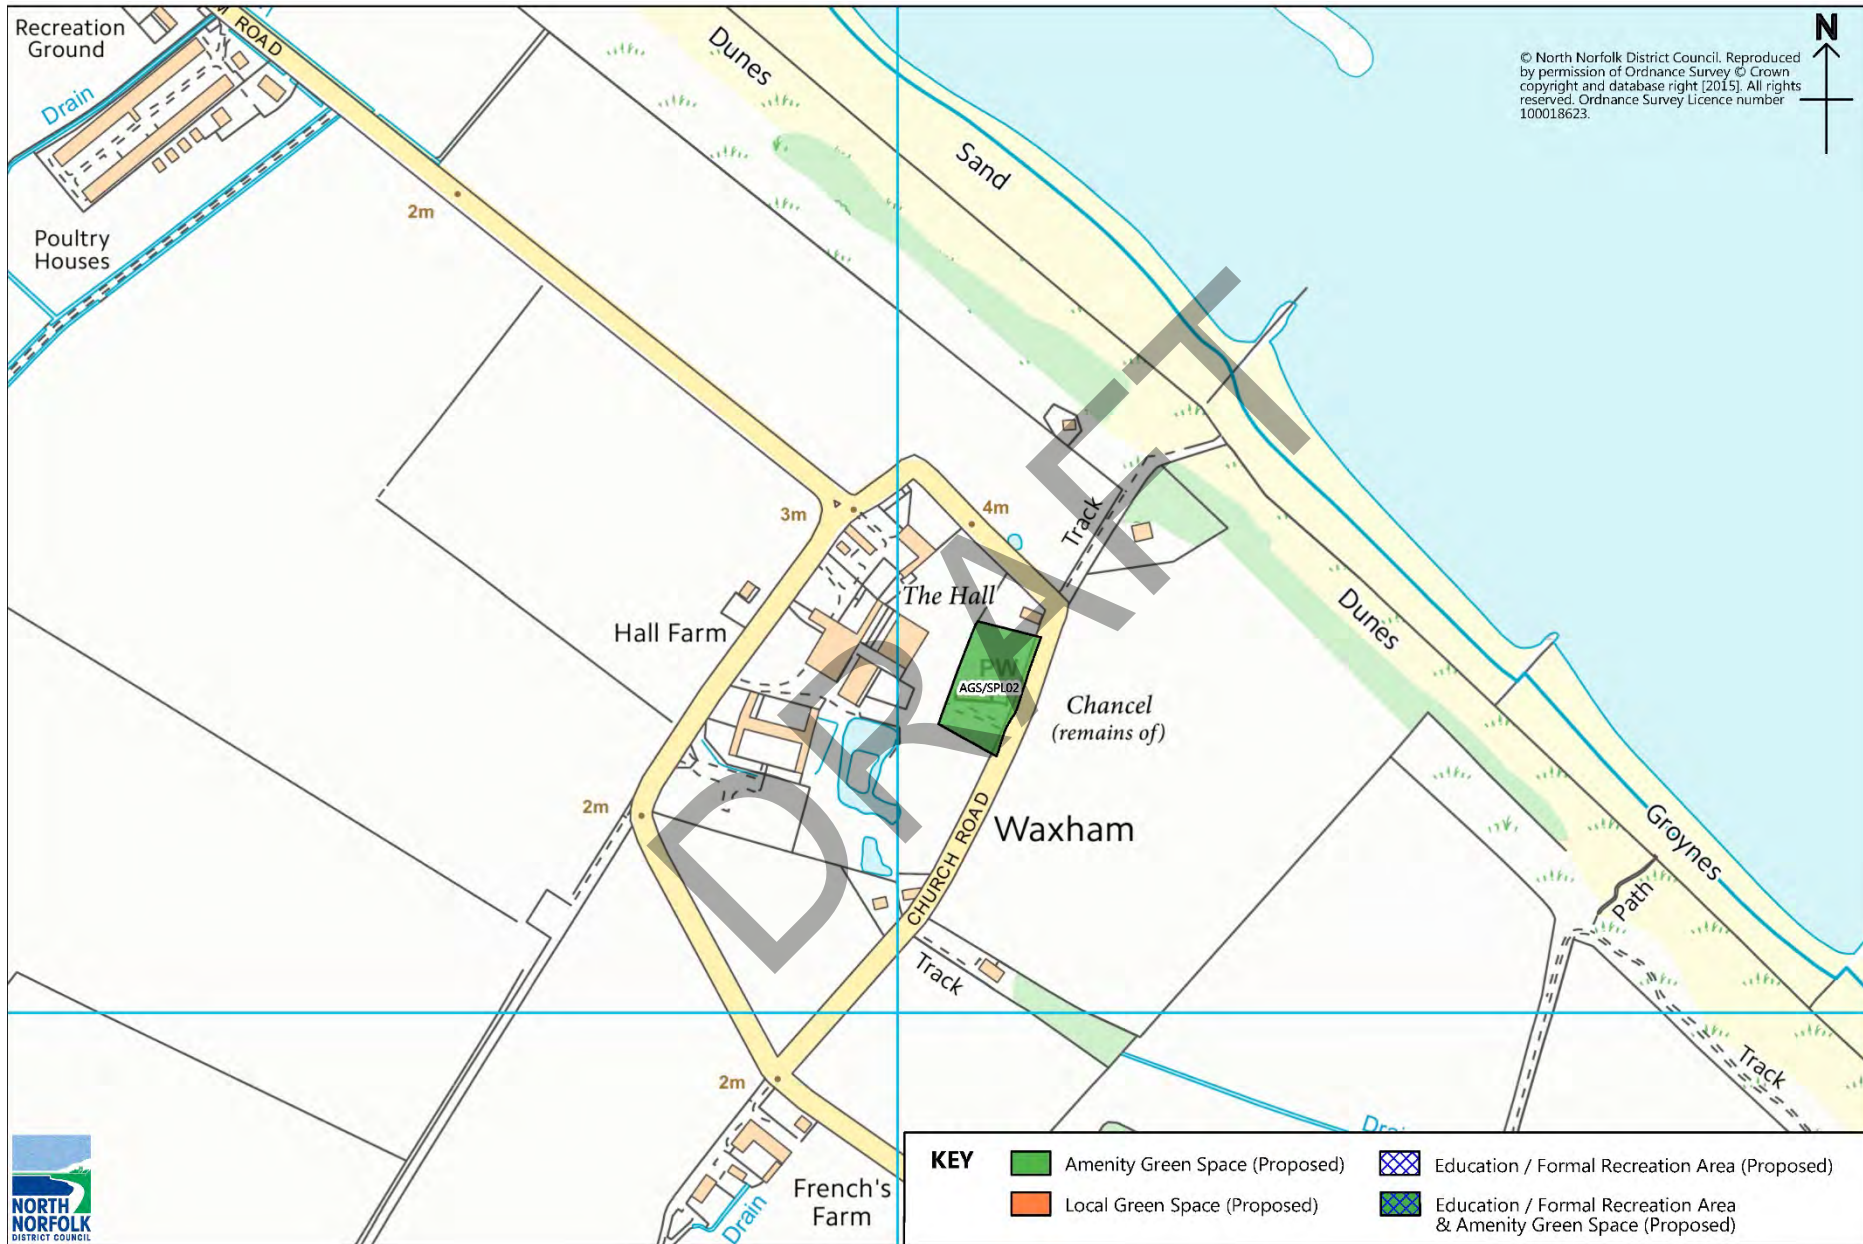 Recreation
Ground
M ROAD
Drain
Poultry
Houses
2m
Dunes
Sand
© North Norfolk District Council. Reproduced
by permission of Ordnance Survey © Crown
copyright and database right [2015]. All rights
reserved. Ordnance Survey Licence number
100018623.
N
3m
4m
Track
The Hall
Hall Farm
PW
AGS/SPL02
Chancel
(remains of)
Dunes
2m
Waxham
CHURCH ROAD
Groynes
Path
Track
Track
2m
French's
Farm
Drain
DRAFT
NORTH
NORFOLK
DISTRICT COUNCIL
KEY
Amenity Green Space (Proposed)
Local Green Space (Proposed)
Education / Formal Recreation Area (Proposed)
Education / Formal Recreation Area
& Amenity Green Space (Proposed)